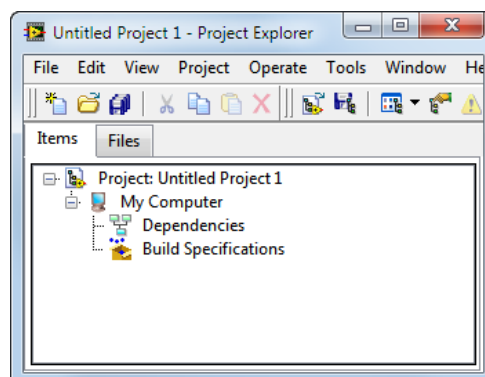 Untitled Project 1 - Project Explorer
File Edit View Project Operate Tools Window He
Items Files
Project: Untitled Project 1
My Computer
Dependencies
Build Specifications